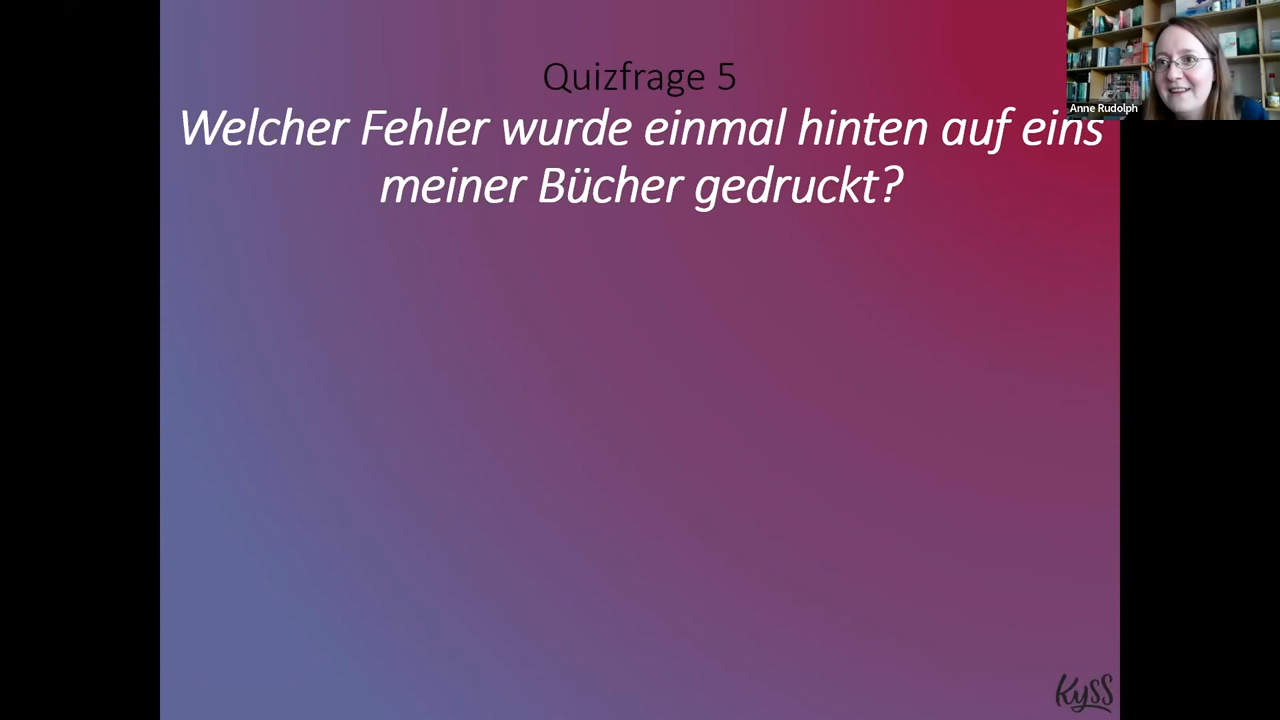 Quizfrage 5
Welcher Fehler wurde einmal hinten auf eins
meiner Bücher gedruckt?
Anne Rudolph
Kyss